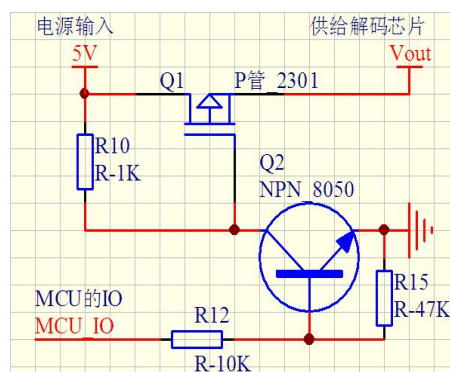 电源输入
供给解码芯片
5V
Vout
Q1
P管_2301
R10
R-1K
Q2
NPN_8050
R15
R-47K
MCU的IO
MCU_IO
R12
R-10K